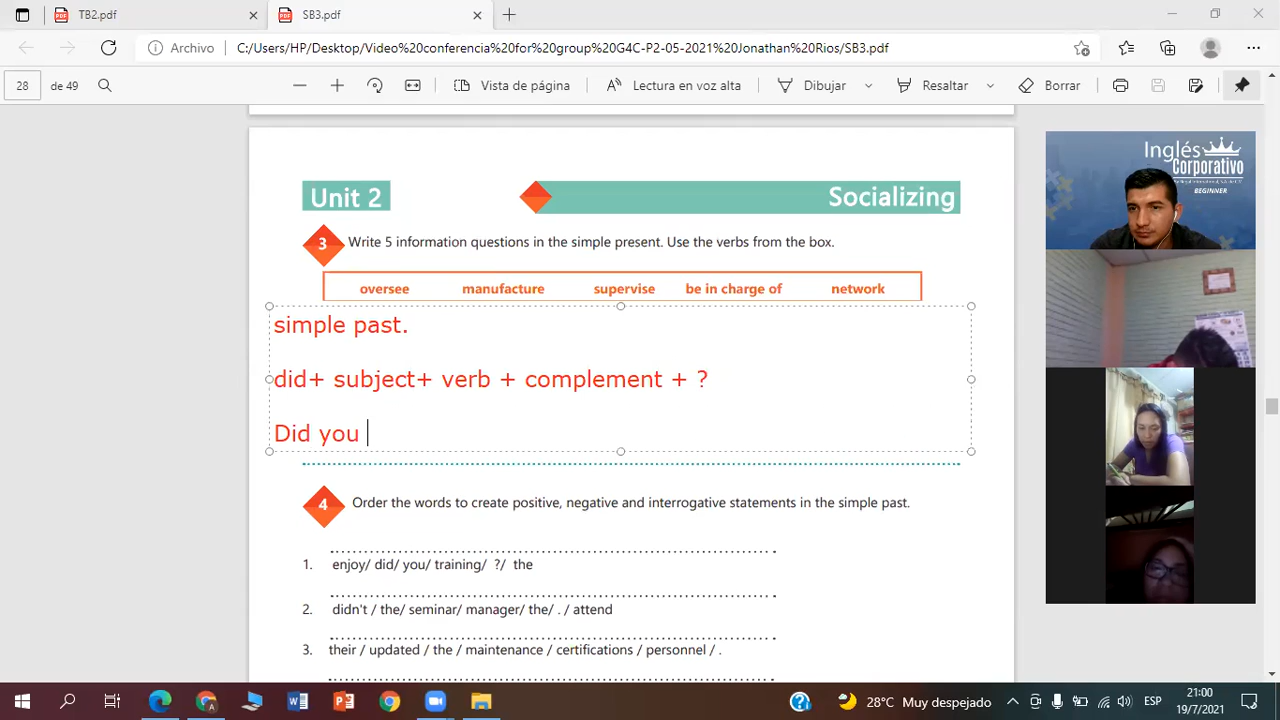 TB2.pdf
SB3.pdf
Archivo
C:/Users/HP/Desktop/Video%20conferencia%20for%20group%20G4C-P2-05-2021%20Jonathan%20Rios/SB3.pdf
28 de 49
Vista de página
Lectura en voz alta
Dibujar
Resaltar
Borrar
Unit 2
Socializing
3 Write 5 information questions in the simple present. Use the verbs from the box.
oversee manufacture supervise be in charge of network
simple past.
did+ subject+ verb + complement + ?
Did you
4 Order the words to create positive, negative and interrogative statements in the simple past.
1. enjoy/ did/ you/ training/ ?/ the
2. didn't / the/ seminar/ manager/ the/ . / attend
3. their / updated / the / maintenance / certifications / personnel / .
Inglés
Corporativo
BEGINNER
28°C Muy despejado
ESP
21:00
19/7/2021